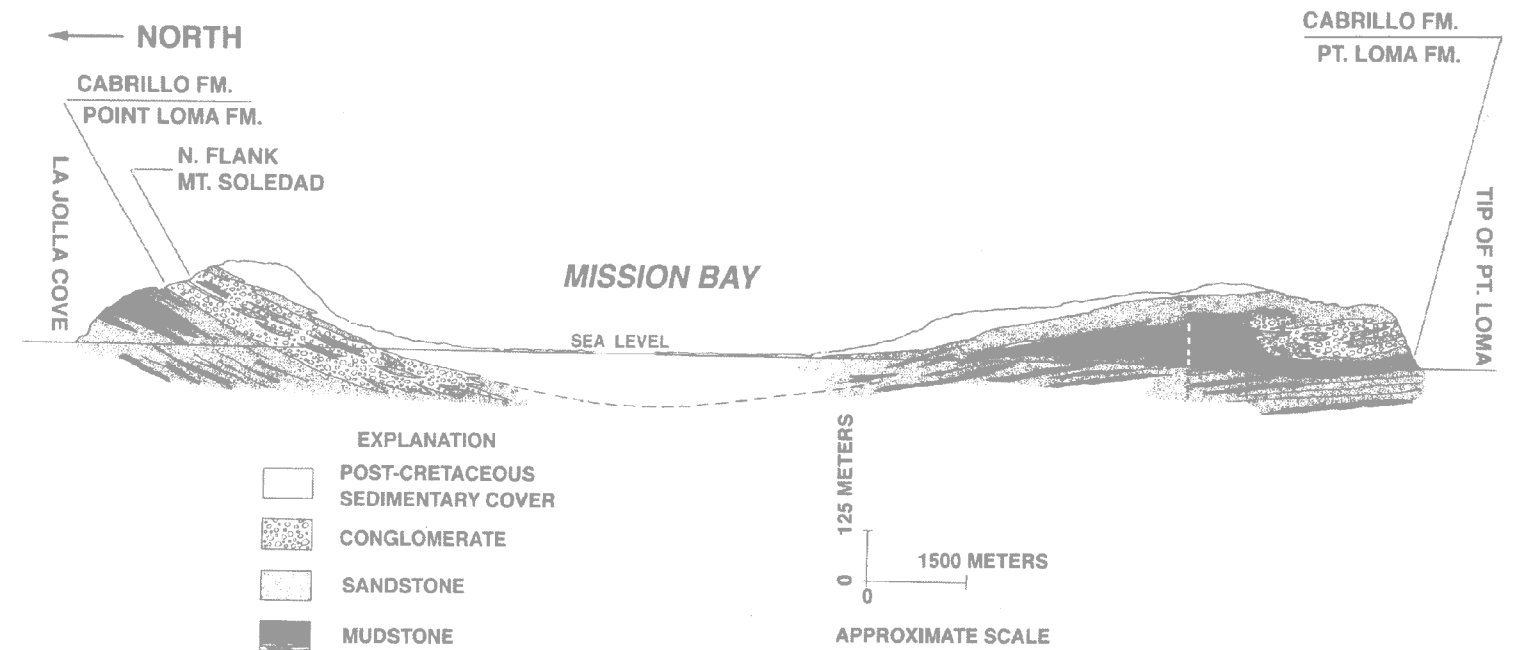 NORTH
CABRILLO FM.
POINT LOMA FM.
N. FLANK
MT. SOLEDAD
LA JOLLA COVE
MISSION BAY
SEA LEVEL
CABRILLO FM.
PT. LOMA FM.
TIP OF PT. LOMA
EXPLANATION
POST-CRETACEOUS
SEDIMENTARY COVER
CONGLOMERATE
SANDSTONE
MUDSTONE
125 METERS
0
0
1500 METERS
APPROXIMATE SCALE